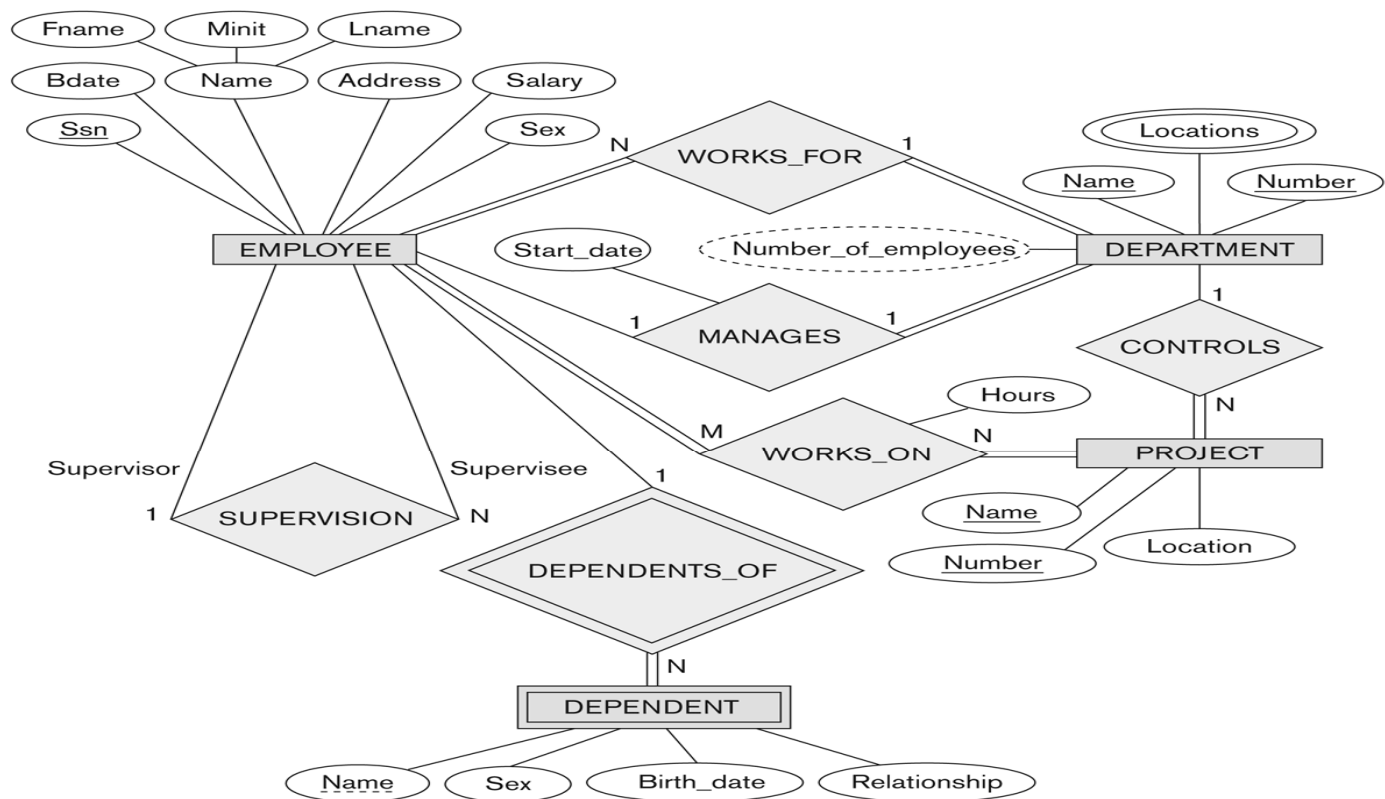 Fname Minit Lname
Bdate Name Address Salary
Ssn Sex
N WORKS_FOR 1
Locations
Name Number
EMPLOYEE Start_date Number_of_employees DEPARTMENT
1 MANAGES 1
1
CONTROLS
N
Hours
M WORKS_ON N PROJECT
Supervisor Supervisee
1 SUPERVISION N
1
Name
Number Location
DEPENDENTS_OF
N
DEPENDENT
Name Sex Birth_date Relationship